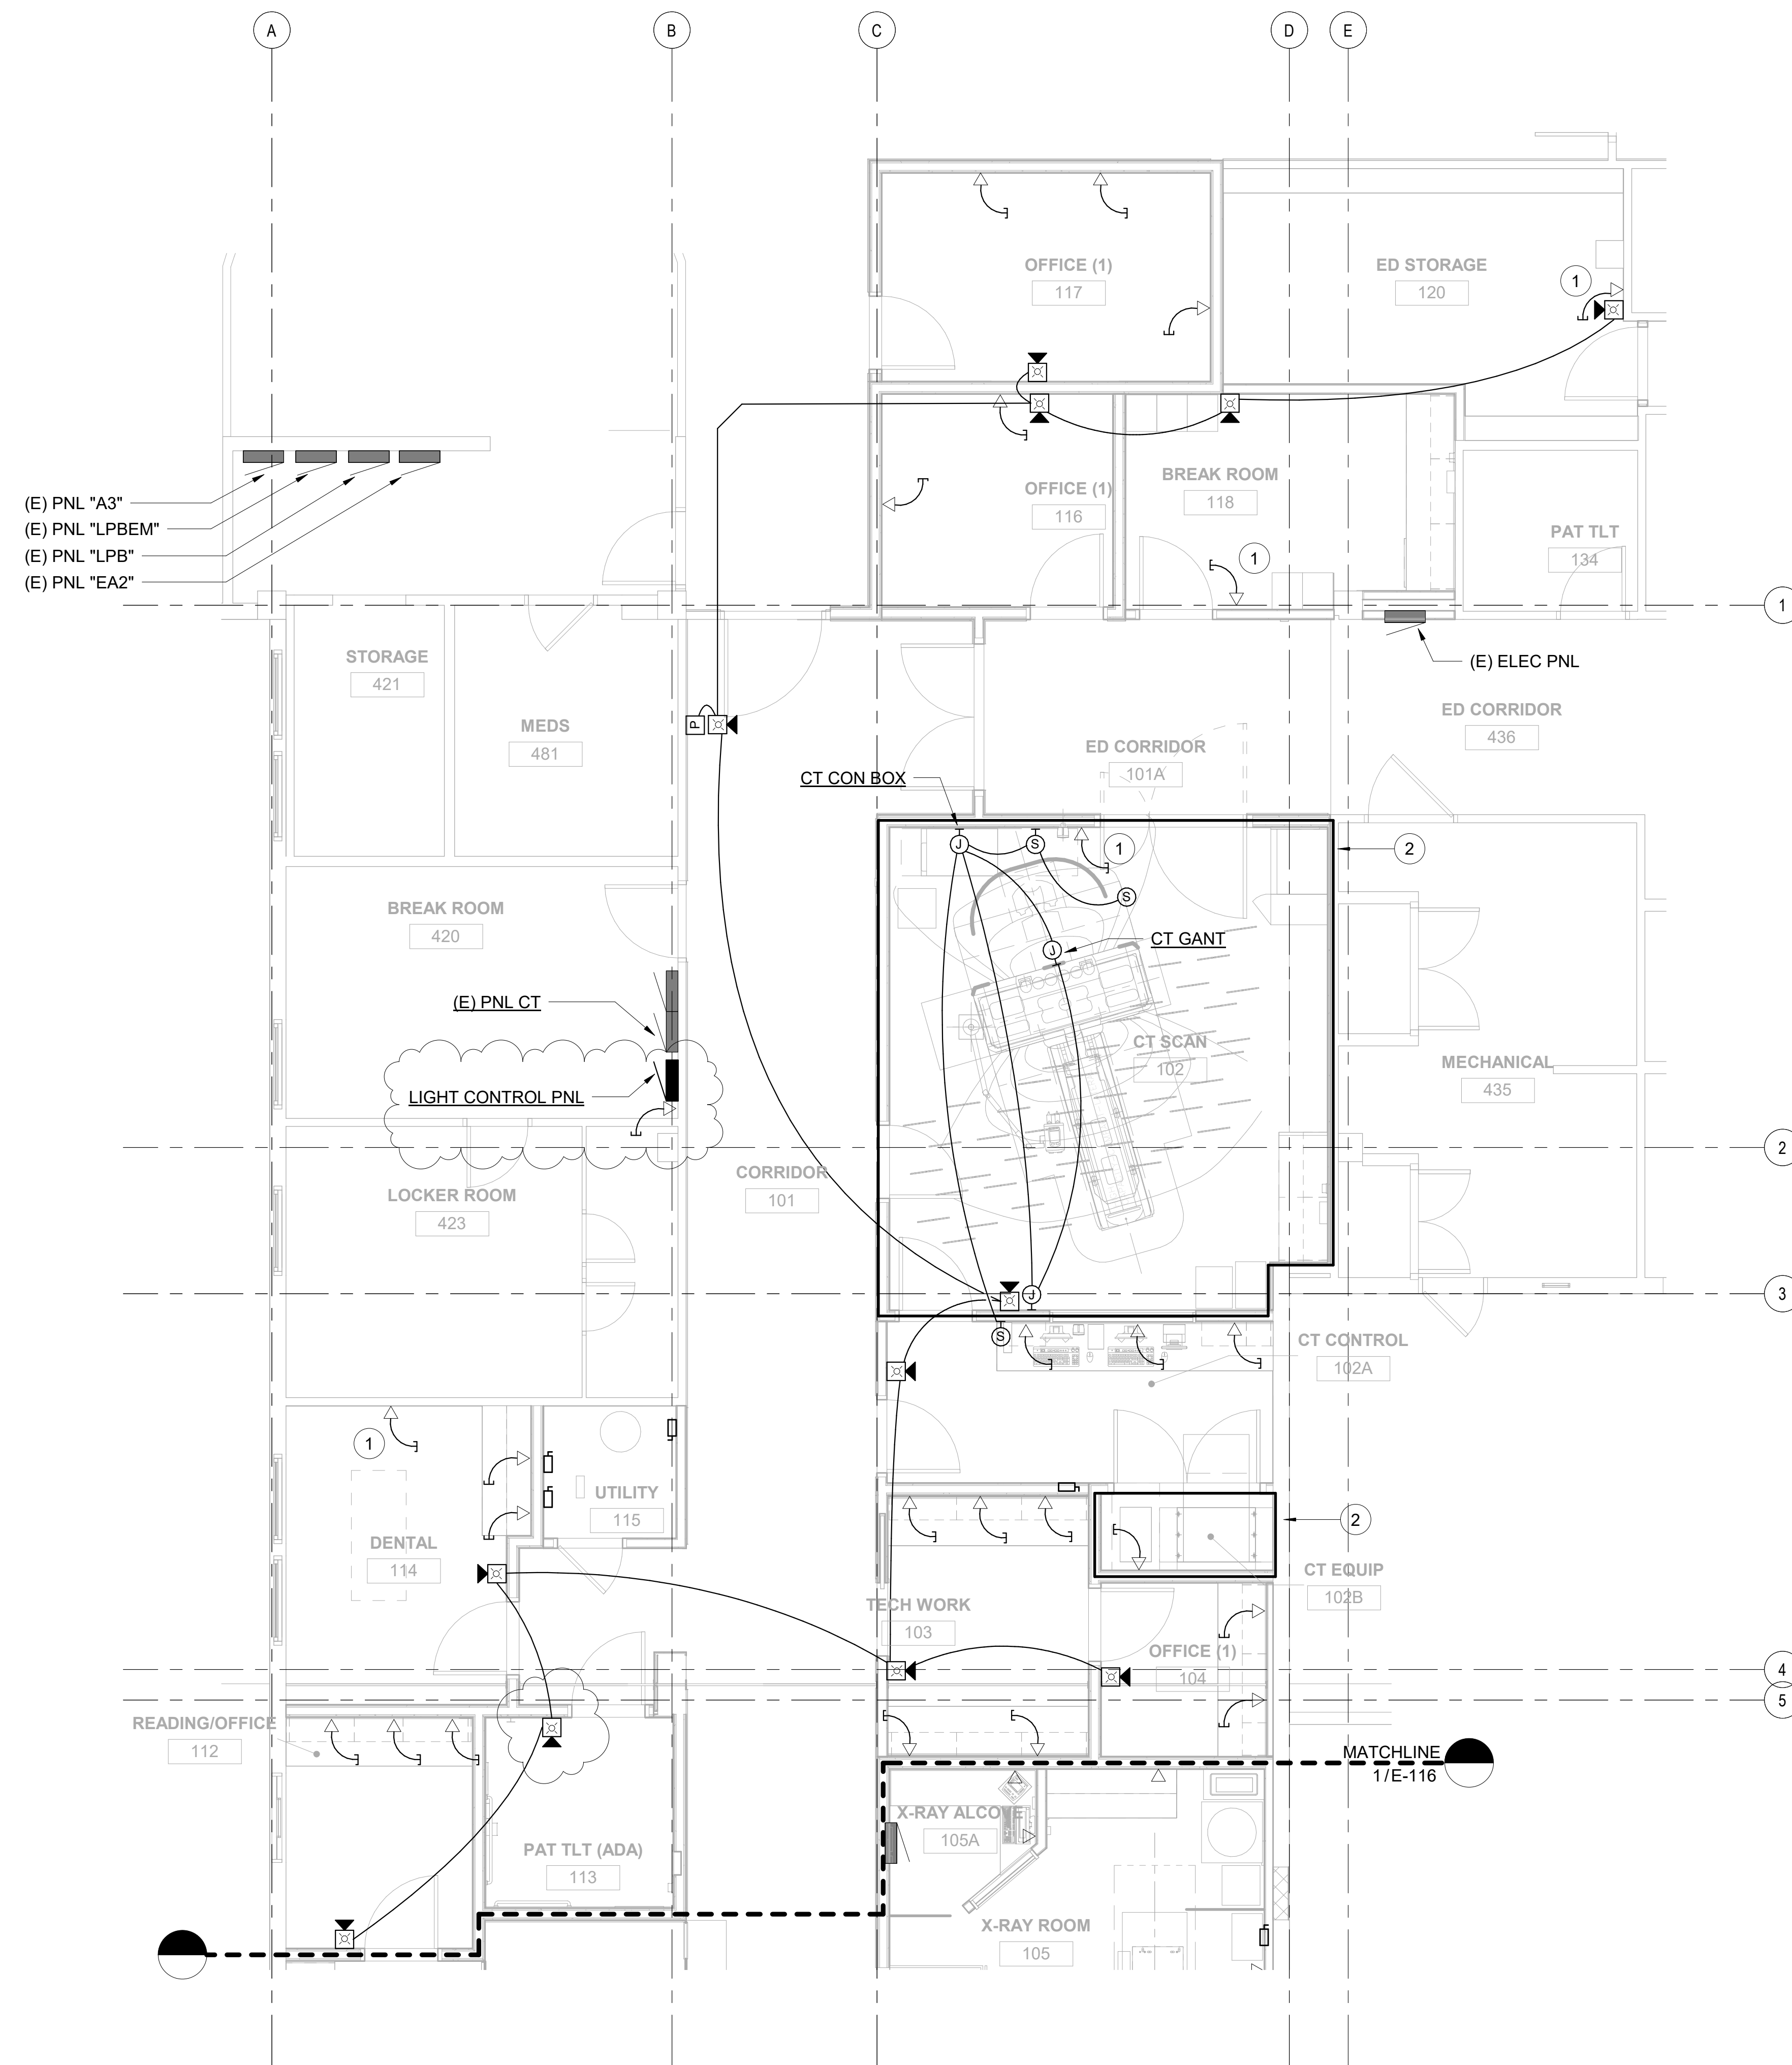 A
B
C
D
E
OFFICE (1)
117
ED STORAGE
120
1
(E) PNL "A3"
(E) PNL "LPBEM"
(E) PNL "LPB"
(E) PNL "EA2"
OFFICE (1)
116
BREAK ROOM
118
1
PAT TLT
134
1
(E) ELEC PNL
STORAGE
421
MEDS
481
P
ED CORRIDOR
101A
ED CORRIDOR
436
CT CON BOX
J
S
1
2
S
BREAK ROOM
420
J
CT GANT
(E) PNL CT
CT SCAN
102
LIGHT CONTROL PNL
MECHANICAL
435
2
CORRIDOR
101
LOCKER ROOM
423
J
3
S
CT CONTROL
102A
1
UTILITY
115
DENTAL
114
2
CT EQUIP
102B
TECH WORK
103
OFFICE (1)
104
4
5
READING/OFFICE
112
MATCHLINE
1/E-116
X-RAY ALCOVE
105A
PAT TLT (ADA)
113
X-RAY ROOM
105